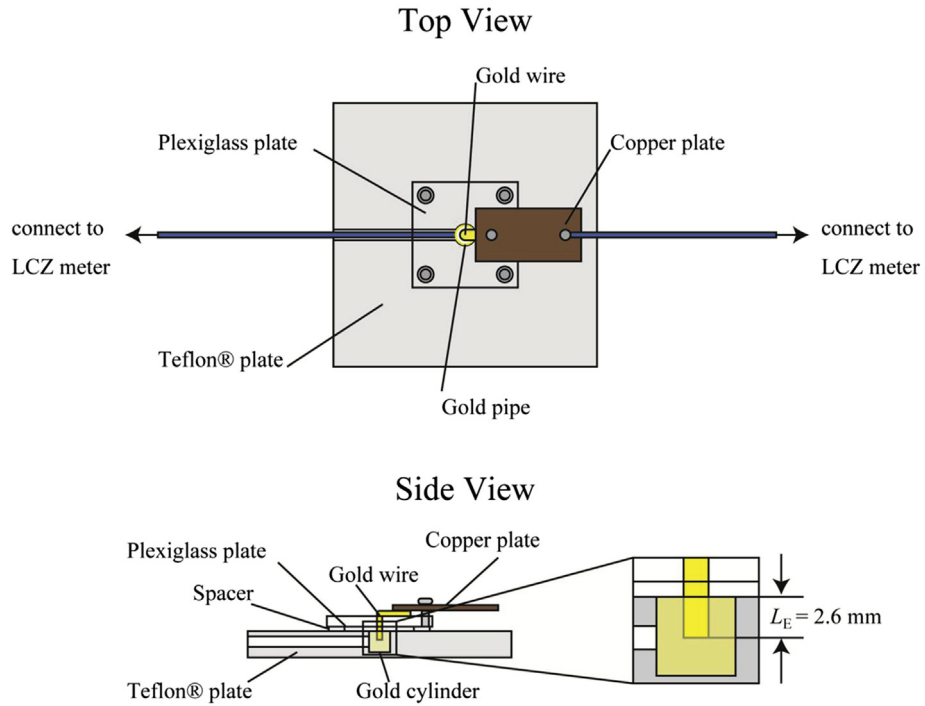 Top View
Gold wire
Plexiglass plate
Copper plate
connect to
LCZ meter
connect to
LCZ meter
Teflon® plate
Gold pipe
Side View
Copper plate
Plexiglass plate
Gold wire
Spacer
L_E = 2.6 mm
Teflon® plate
Gold cylinder